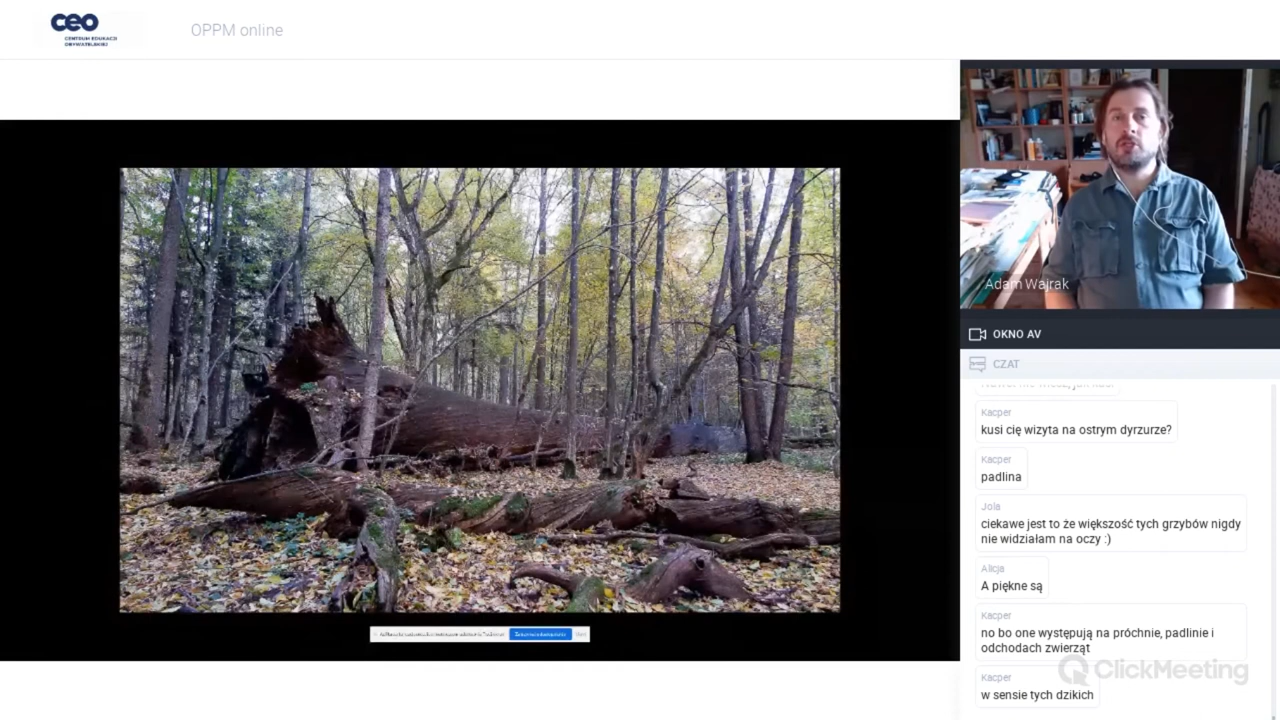 ceo
CENTRUM EDUKACJI
OBYWATELSKIEJ
OPPM online
Adam Wajrak
OKNO AV
CZAT
Kacper
kusi cię wizyta na ostrym dyrzurze?
Kacper
padlina
Jola
ciekawe jest to że większość tych grzybów nigdy
nie widziałam na oczy :)
Alicja
A piękne są
Kacper
no bo one występują na próchnie, padlinie i
odchodach zwierząt
ClickMeeting
Kacper
w sensie tych dzikich